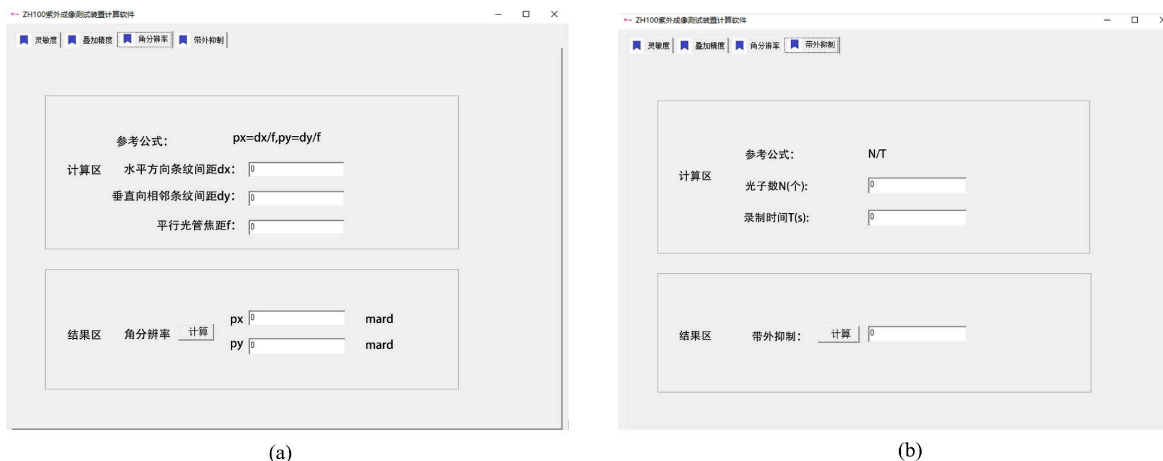 ZH100紫外成像测试装置计算软件
灵敏度 叠加精度 角分辨率 带外抑制
参考公式： px=dx/f,py=dy/f
计算区 水平方向条纹间距dx： 0
垂直向相邻条纹间距dy： 0
平行光管焦距f： 0
结果区 角分辨率 计算 px 0 mard
py 0 mard
(a)
ZH100紫外成像测试装置计算软件
灵敏度 叠加精度 角分辨率 带外抑制
参考公式： N/T
计算区 光子数N(个): 0
录制时间T(s): 0
结果区 带外抑制： 计算 0
(b)